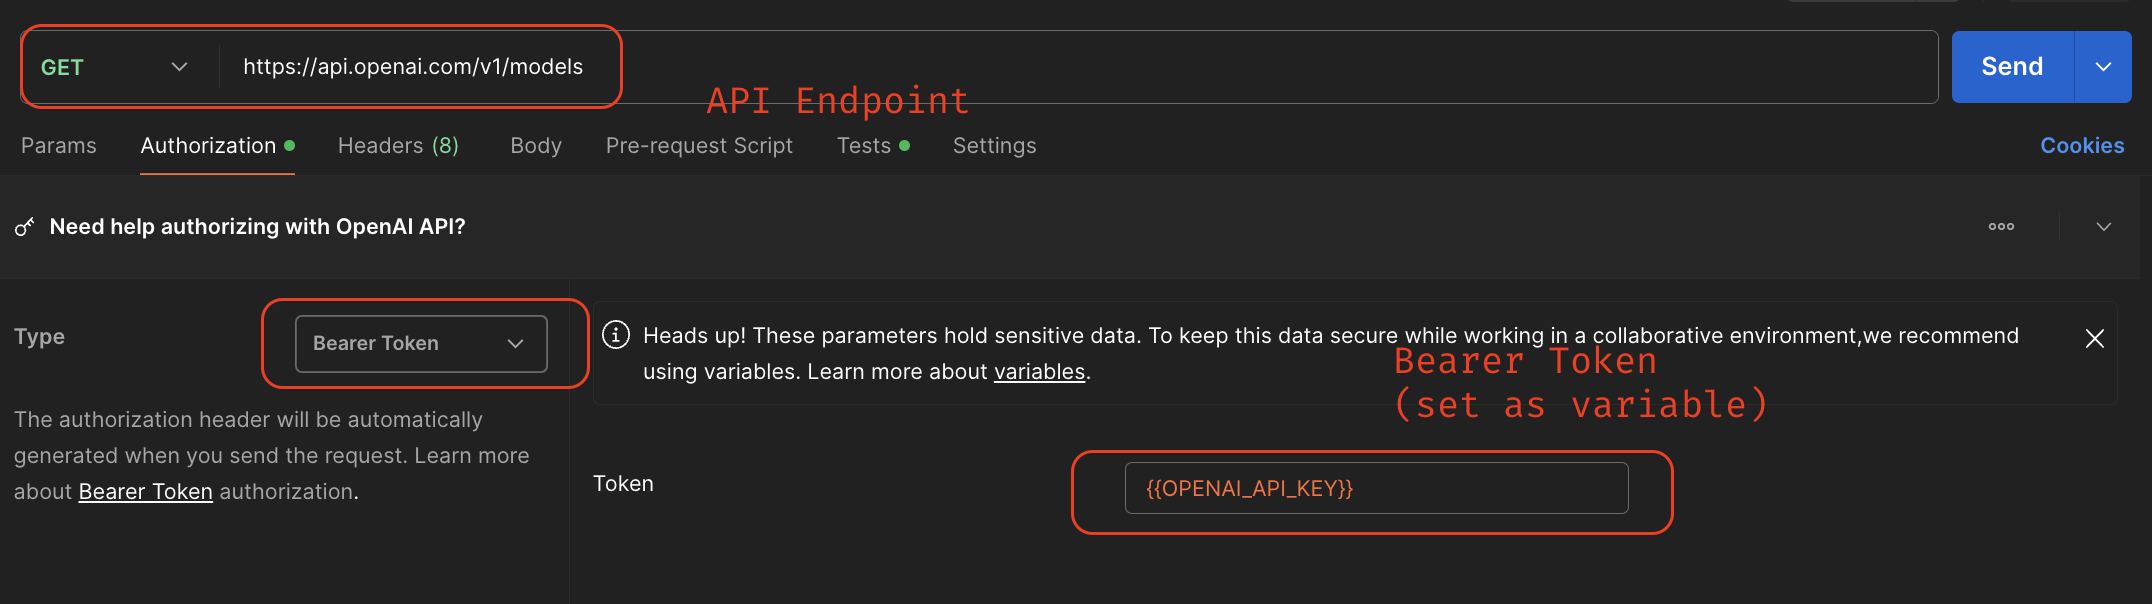 GET
https://api.openai.com/v1/models
Send
API Endpoint
Params
Authorization
Headers (8)
Body
Pre-request Script
Tests
Settings
Cookies
Need help authorizing with OpenAI API?
Type
Bearer Token
The authorization header will be automatically
generated when you send the request. Learn more
about Bearer Token authorization.
Heads up! These parameters hold sensitive data. To keep this data secure while working in a collaborative environment,we recommend
using variables. Learn more about variables.
Bearer Token
(set as variable)
Token
{{OPENAI_API_KEY}}